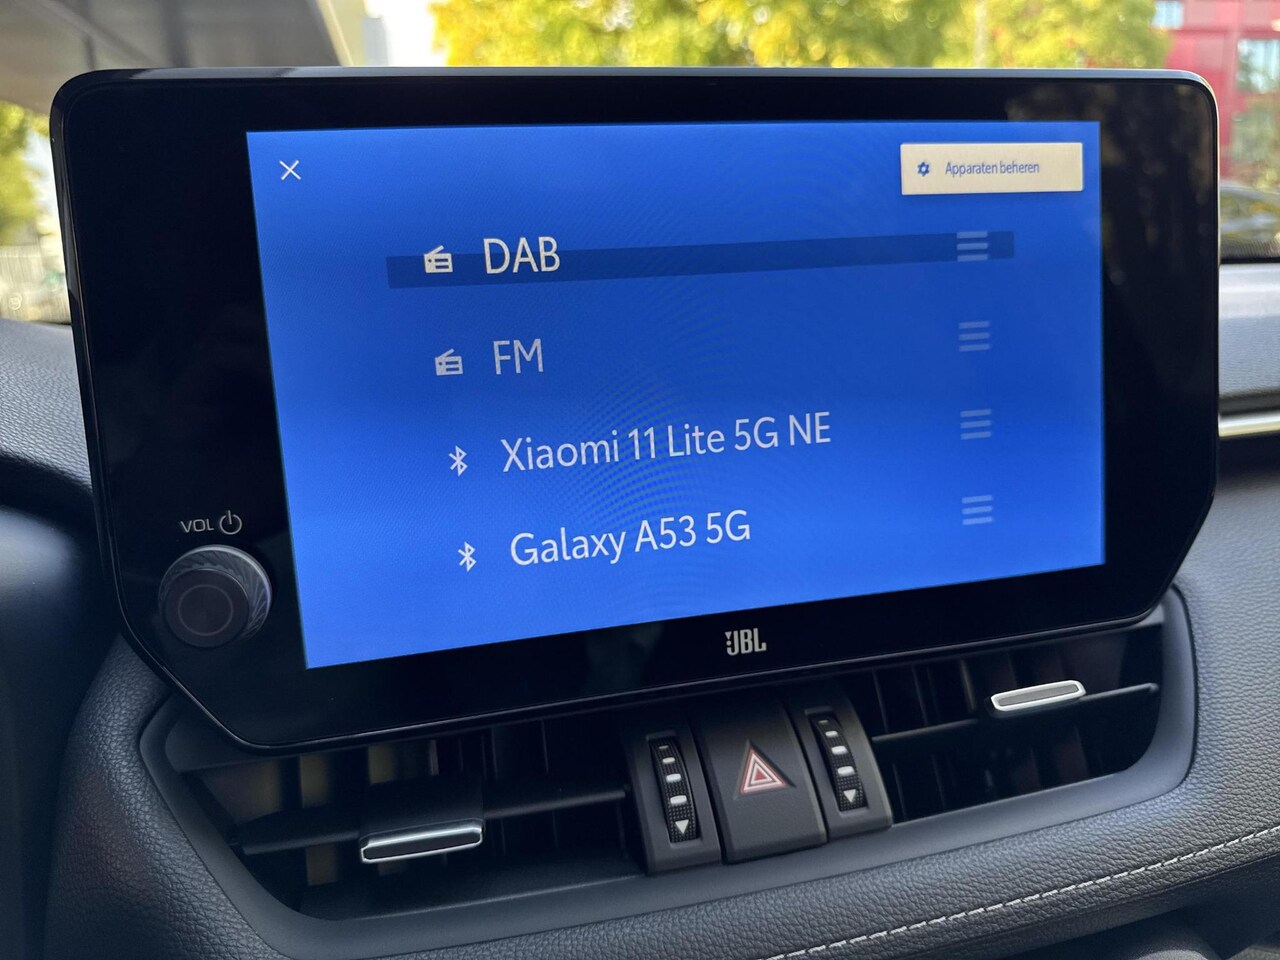 Apparaten beheren
DAB
FM
Xiaomi 11 Lite 5G NE
Galaxy A53 5G
VOL
JBL